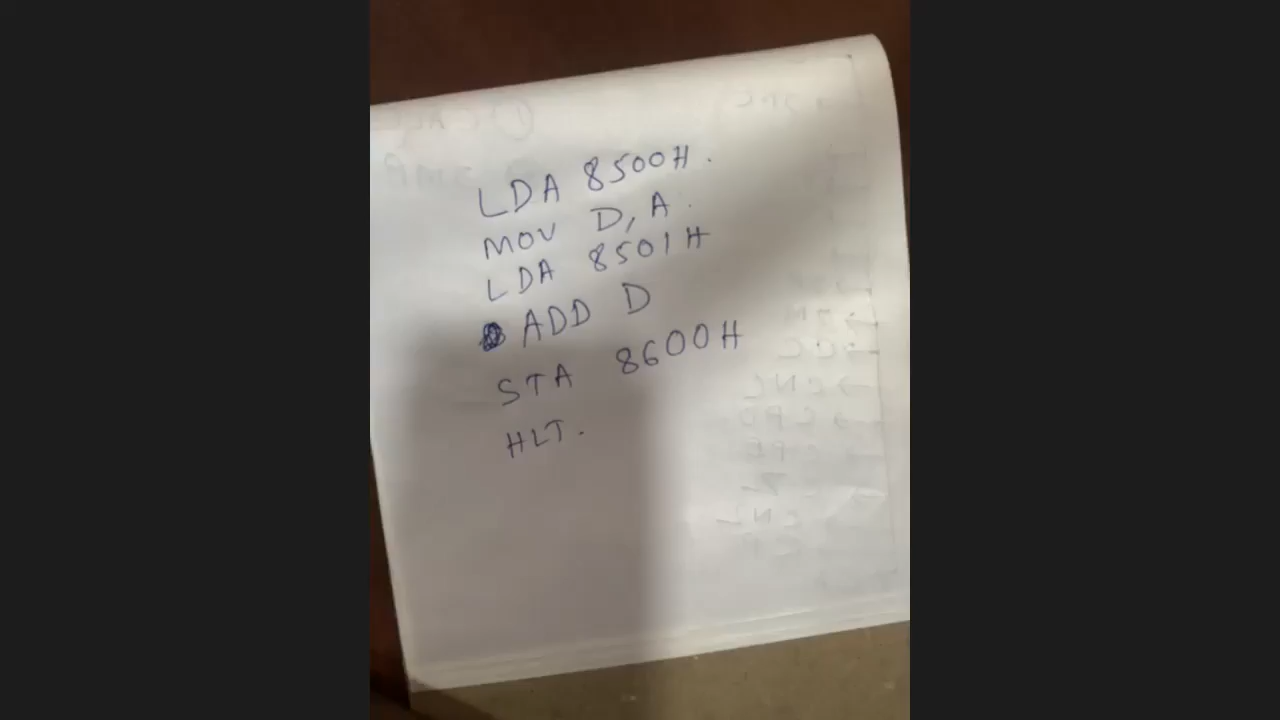 LDA 8500H.
MOV D, A.
LDA 8501H
ADD D
STA 8600H
HLT.